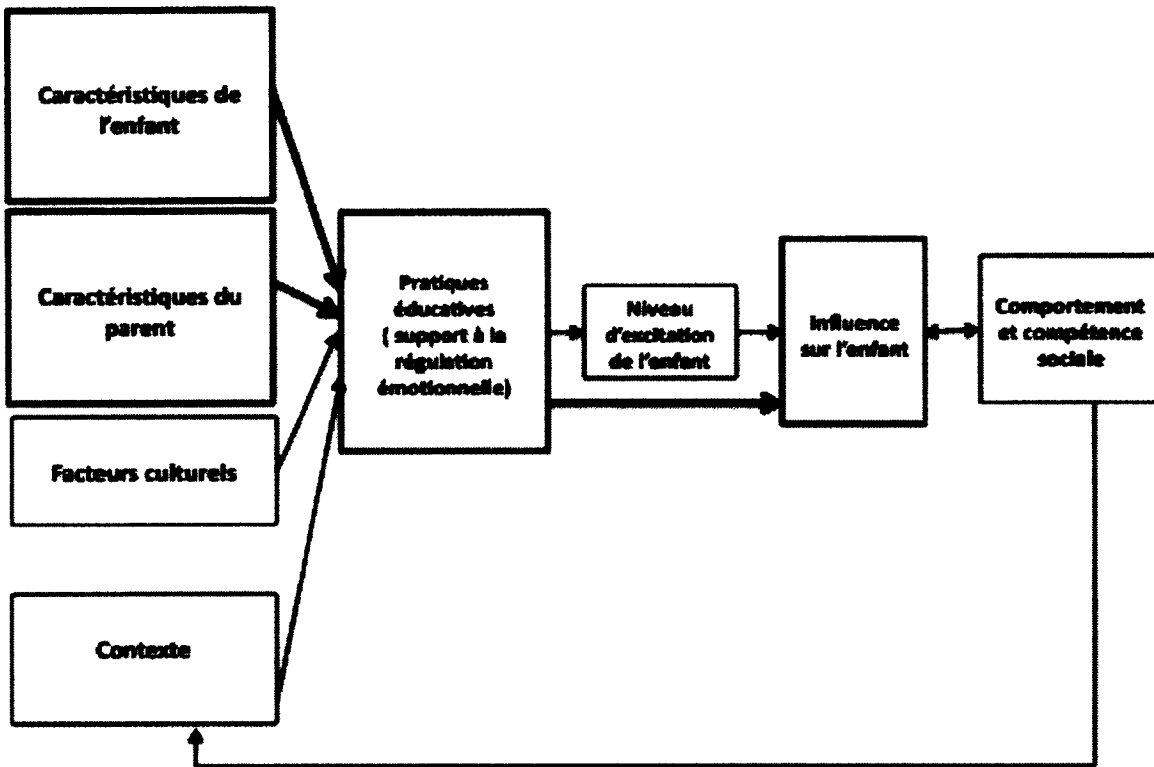 Caractéristiques de
l'enfant
Caractéristiques du
parent
Facteurs culturels
Contexte
Pratiques
éducatives
( support à la
régulation
émotionnelle)
Niveau
d'excitation
de l'enfant
Influence
sur l'enfant
Comportement
et compétence
sociale